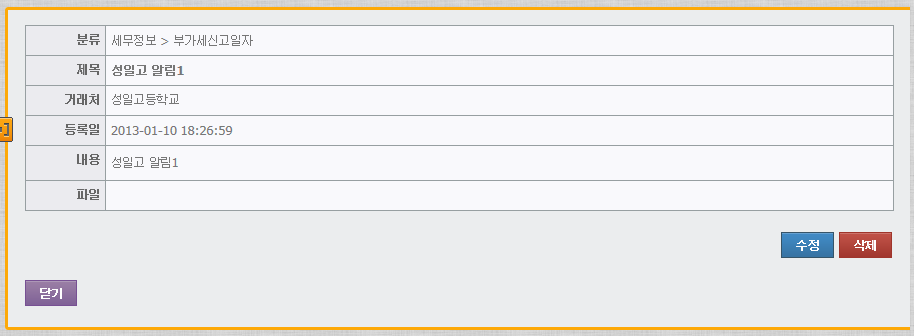 분류 세무정보 > 부가세신고일자
제목 성일고 알림1
거래처 성일고등학교
등록일 2013-01-10 18:26:59
내용 성일고 알림1
파일
수정 삭제
닫기